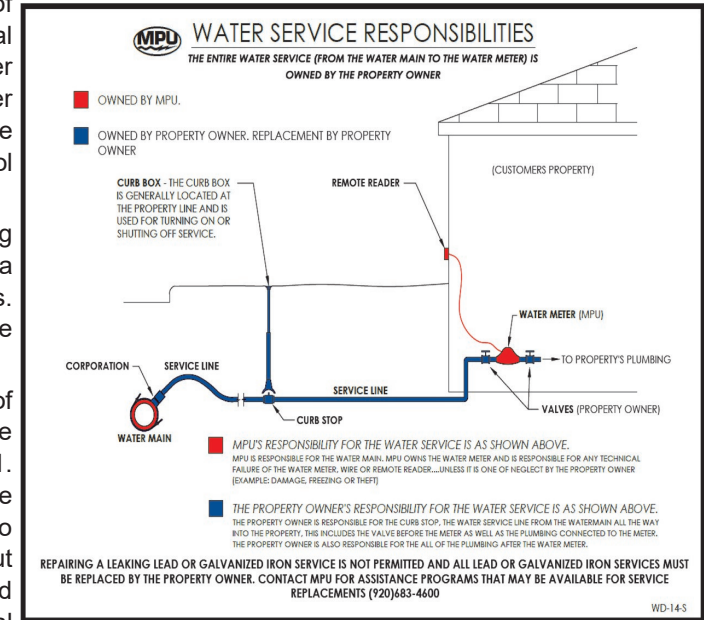 MPU
WATER SERVICE RESPONSIBILITIES
THE ENTIRE WATER SERVICE (FROM THE WATER MAIN TO THE WATER METER) IS
OWNED BY THE PROPERTY OWNER
OWNED BY MPU.
OWNED BY PROPERTY OWNER. REPLACEMENT BY PROPERTY
OWNER
CURB BOX - THE CURB BOX
IS GENERALLY LOCATED AT
THE PROPERTY LINE AND IS
USED FOR TURNING ON OR
SHUTTING OFF SERVICE.
REMOTE READER
(CUSTOMERS PROPERTY)
WATER METER (MPU)
TO PROPERTY'S PLUMBING
VALVES (PROPERTY OWNER)
CORPORATION
SERVICE LINE
SERVICE LINE
CURB STOP
WATER MAIN
MPU'S RESPONSIBILITY FOR THE WATER SERVICE IS AS SHOWN ABOVE.
MPU IS RESPONSIBLE FOR THE WATER MAIN. MPU OWNS THE WATER METER AND IS RESPONSIBLE FOR ANY TECHNICAL
FAILURE OF THE WATER METER, WIRE OR REMOTE READER....UNLESS IT IS ONE OF NEGLECT BY THE PROPERTY OWNER
(EXAMPLE: DAMAGE, FREEZING OR THEFT)
THE PROPERTY OWNER'S RESPONSIBILITY FOR THE WATER SERVICE IS AS SHOWN ABOVE.
THE PROPERTY OWNER IS RESPONSIBLE FOR THE CURB STOP, THE WATER SERVICE LINE FROM THE WATERMAIN ALL THE WAY
INTO THE PROPERTY, THIS INCLUDES THE VALVE BEFORE THE METER AS WELL AS THE PLUMBING CONNECTED TO THE METER.
THE PROPERTY OWNER IS ALSO RESPONSIBLE FOR THE ALL OF THE PLUMBING AFTER THE WATER METER.
REPAIRING A LEAKING LEAD OR GALVANIZED IRON SERVICE IS NOT PERMITTED AND ALL LEAD OR GALVANIZED IRON SERVICES MUST
BE REPLACED BY THE PROPERTY OWNER. CONTACT MPU FOR ASSISTANCE PROGRAMS THAT MAY BE AVAILABLE FOR SERVICE
REPLACEMENTS (920)683-4600
WD-14-S